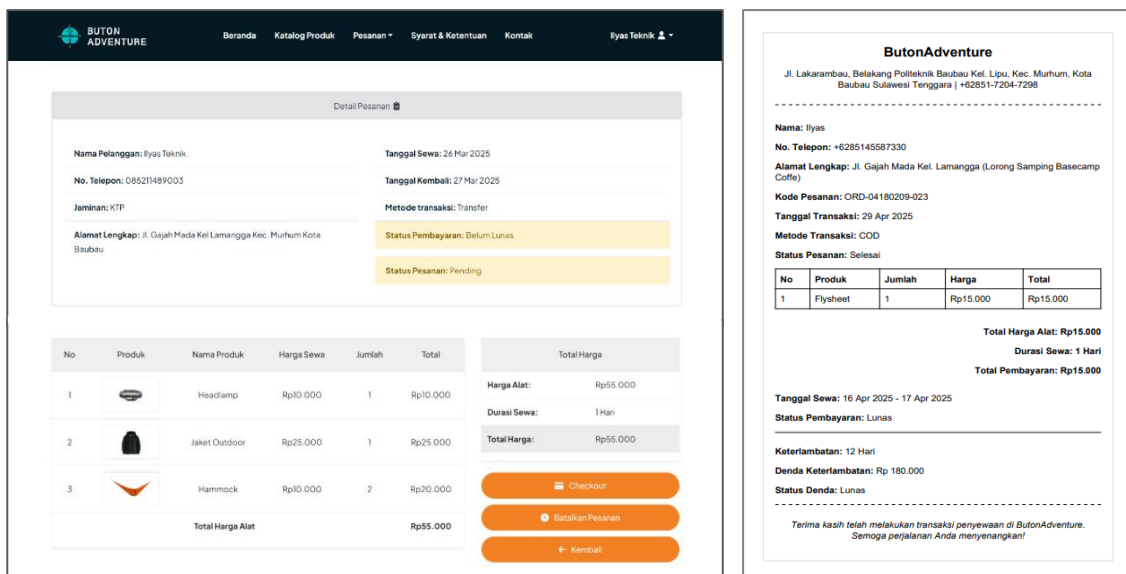 BUTON
ADVENTURE
Beranda Katalog Produk Pesanan Syarat & Ketentuan Kontak Ilyas Teknik
Detail Pesanan
Nama Pelanggan: Ilyas Teknik
No. Telepon: 085211489003
Jaminan: KTP
Alamat Lengkap: Jl. Gajah Mada Kel Lamangga Kec. Murhum Kota
Baubau
Tanggal Sewa: 26 Mar 2025
Tanggal Kembali: 27 Mar 2025
Metode transaksi: Transfer
Status Pembayaran: Belum Lunas
Status Pesanan: Pending
No Produk Nama Produk Harga Sewa Jumlah Total
1 Headlamp Rp10.000 1 Rp10.000
2 Jaket Outdoor Rp25.000 1 Rp25.000
3 Hammock Rp10.000 2 Rp20.000
Total Harga Alat Rp55.000
Total Harga
Harga Alat: Rp55.000
Durasi Sewa: 1 Hari
Total Harga: Rp55.000
Checkout
Batalkan Pesanan
Kembali
ButonAdventure
Jl. Lakarambau, Belakang Politeknik Baubau Kel. Lipu, Kec. Murhum, Kota
Baubau Sulawesi Tenggara | +62851-7204-7298
Nama: Ilyas
No. Telepon: +6285145587330
Alamat Lengkap: Jl. Gajah Mada Kel. Lamangga (Lorong Samping Basecamp
Coffe)
Kode Pesanan: ORD-04180209-023
Tanggal Transaksi: 29 Apr 2025
Metode Transaksi: COD
Status Pesanan: Selesai
No Produk Jumlah Harga Total
1 Flysheet 1 Rp15.000 Rp15.000
Total Harga Alat: Rp15.000
Durasi Sewa: 1 Hari
Total Pembayaran: Rp15.000
Tanggal Sewa: 16 Apr 2025 - 17 Apr 2025
Status Pembayaran: Lunas
Keterlambatan: 12 Hari
Denda Keterlambatan: Rp 180.000
Status Denda: Lunas
Terima kasih telah melakukan transaksi penyewaan di ButonAdventure.
Semoga perjalanan Anda menyenangkan!